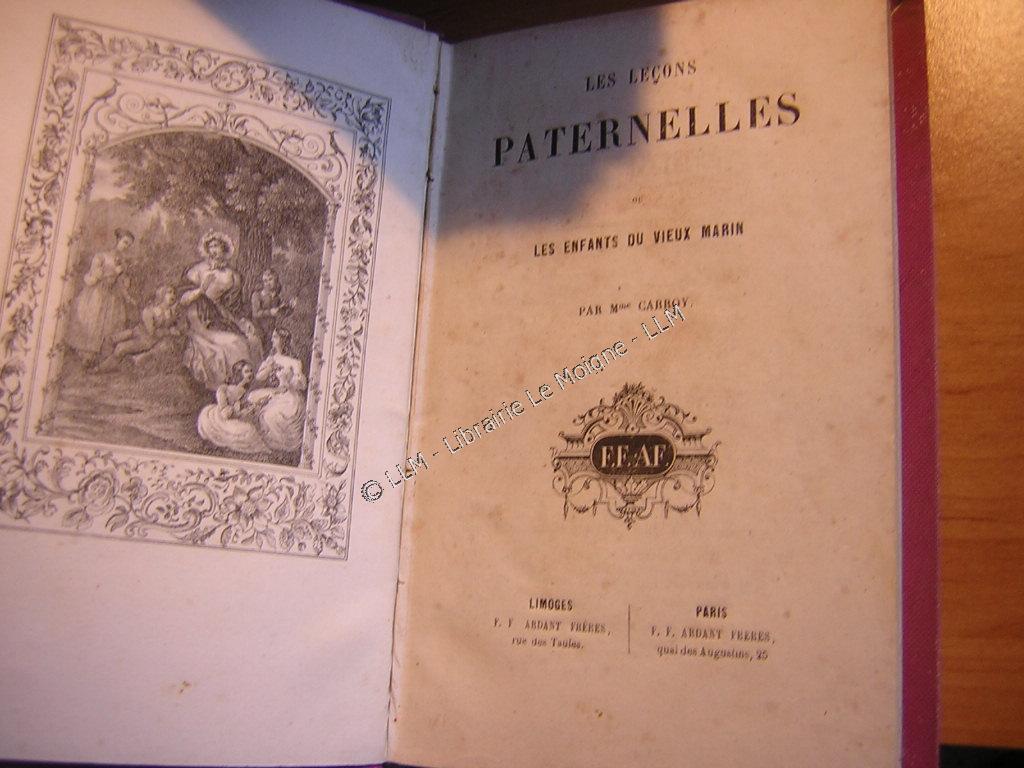 LES LEÇONS
PATERNELLES
OU
LES ENFANTS DU VIEUX MARIN
PAR Mme CARROY.
© LLM - Librairie Le Moigne - LLM
F.F.AF.
LIMOGES
F. F. ARDANT FRÈRES,
rue des Taules.
PARIS
F. F. ARDANT FRÈRES,
quai des Augustins, 25